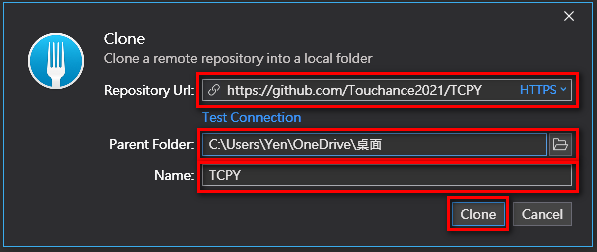 Clone
Clone a remote repository into a local folder
Repository Url: https://github.com/Touchance2021/TCPY HTTPS
Test Connection
Parent Folder: C:\Users\Yen\OneDrive\桌面
Name: TCPY
Clone Cancel